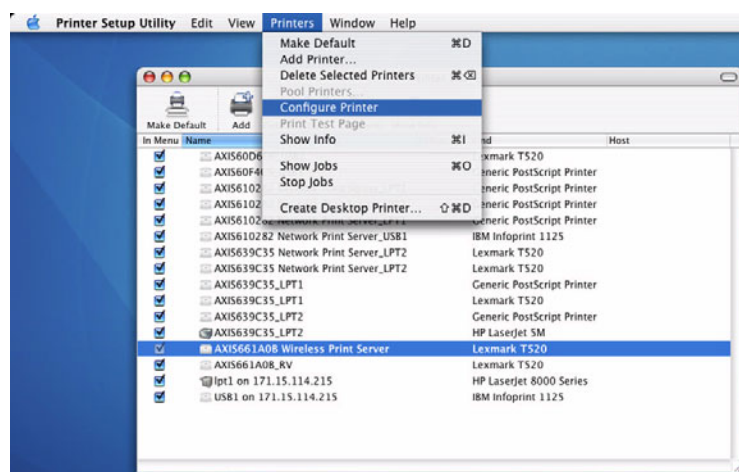 Printer Setup Utility Edit View Printers Window Help
Make Default ⌘D
Add Printer...
Delete Selected Printers ⌘⌫
Pool Printers...
Configure Printer
Print Test Page
Show Info ⌘I
Show Jobs ⌘O
Stop Jobs
Create Desktop Printer... ⇧⌘D
Make Default Add
In Menu Name Host
AXIS60D6 Lexmark T520
AXIS60F4 Generic PostScript Printer
AXIS6102 Generic PostScript Printer
AXIS6102 Generic PostScript Printer
AXIS610282 Network Print Server_LPT1 Generic PostScript Printer
AXIS610282 Network Print Server_USB1 IBM Infoprint 1125
AXIS639C35 Network Print Server_LPT2 Lexmark T520
AXIS639C35 Network Print Server_LPT2 Lexmark T520
AXIS639C35_LPT1 Generic PostScript Printer
AXIS639C35_LPT1 Lexmark T520
AXIS639C35_LPT2 Generic PostScript Printer
AXIS639C35_LPT2 HP LaserJet 5M
AXIS661A0B Wireless Print Server Lexmark T520
AXIS661A0B_RV Lexmark T520
lpt1 on 171.15.114.215 HP LaserJet 8000 Series
USB1 on 171.15.114.215 IBM Infoprint 1125